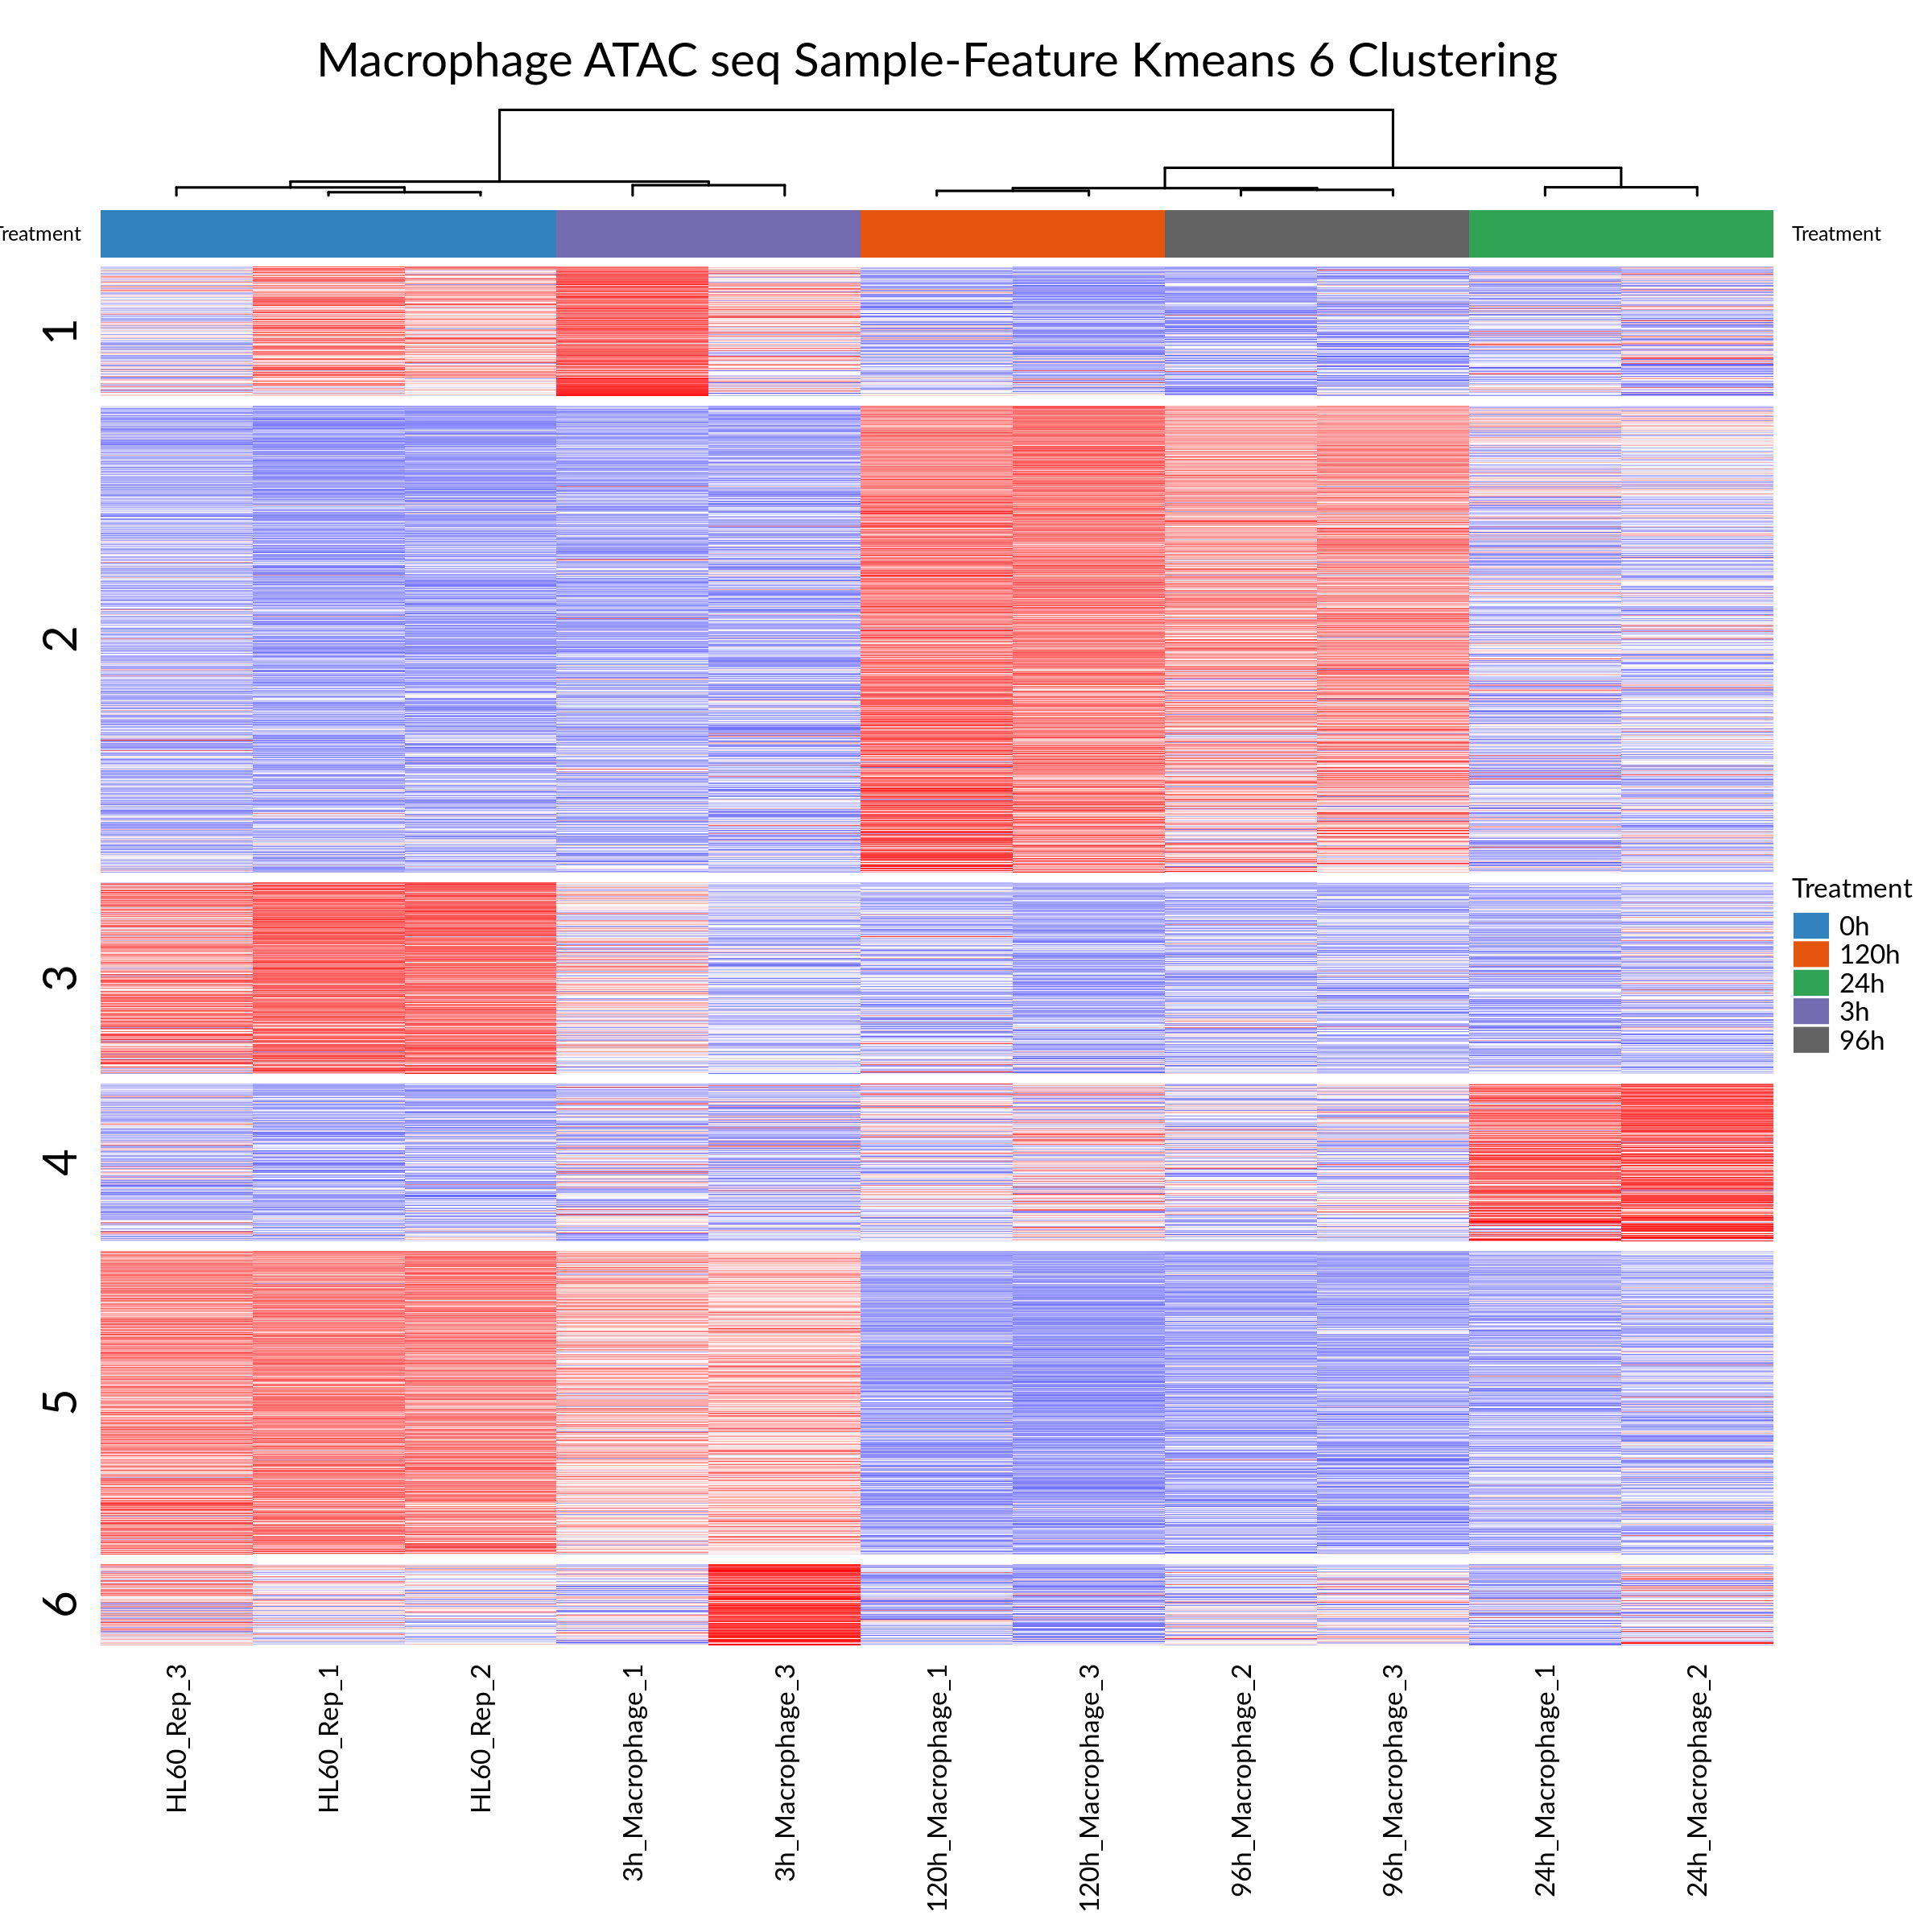 Macrophage ATAC seq Sample-Feature Kmeans 6 Clustering
Treatment
Treatment
1
2
3
4
5
6
Treatment
0h
120h
24h
3h
96h
HL60_Rep_3
HL60_Rep_1
HL60_Rep_2
3h_Macrophage_1
3h_Macrophage_3
120h_Macrophage_1
120h_Macrophage_3
96h_Macrophage_2
96h_Macrophage_3
24h_Macrophage_1
24h_Macrophage_2